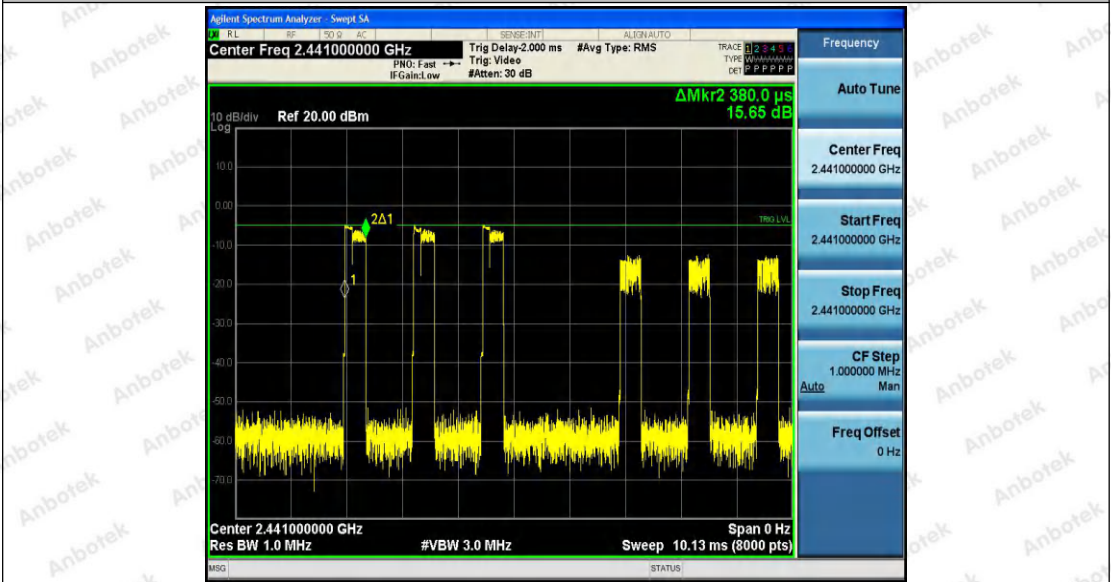 Agilent Spectrum Analyzer - Swept SA
RL RF 50 Ω AC SENSE:INT ALIGN AUTO
Center Freq 2.441000000 GHz
PNO: Fast
IFGain:Low
Trig Delay-2.000 ms
Trig: Video
#Atten: 30 dB
#Avg Type: RMS
TRACE 1 2 3 4 5 6
TYPE W
DET P P P P P P
ΔMkr2 380.0 µs
15.65 dB
10 dB/div Ref 20.00 dBm
Log
10.0
0.00
-10.0
-20.0
-30.0
-40.0
-50.0
-60.0
-70.0
2Δ1
1
TRIG LVL
Center 2.441000000 GHz Span 0 Hz
Res BW 1.0 MHz #VBW 3.0 MHz Sweep 10.13 ms (8000 pts)
MSG STATUS
Frequency
Auto Tune
Center Freq
2.441000000 GHz
Start Freq
2.441000000 GHz
Stop Freq
2.441000000 GHz
CF Step
1.000000 MHz
Auto Man
Freq Offset
0 Hz
Anbotek